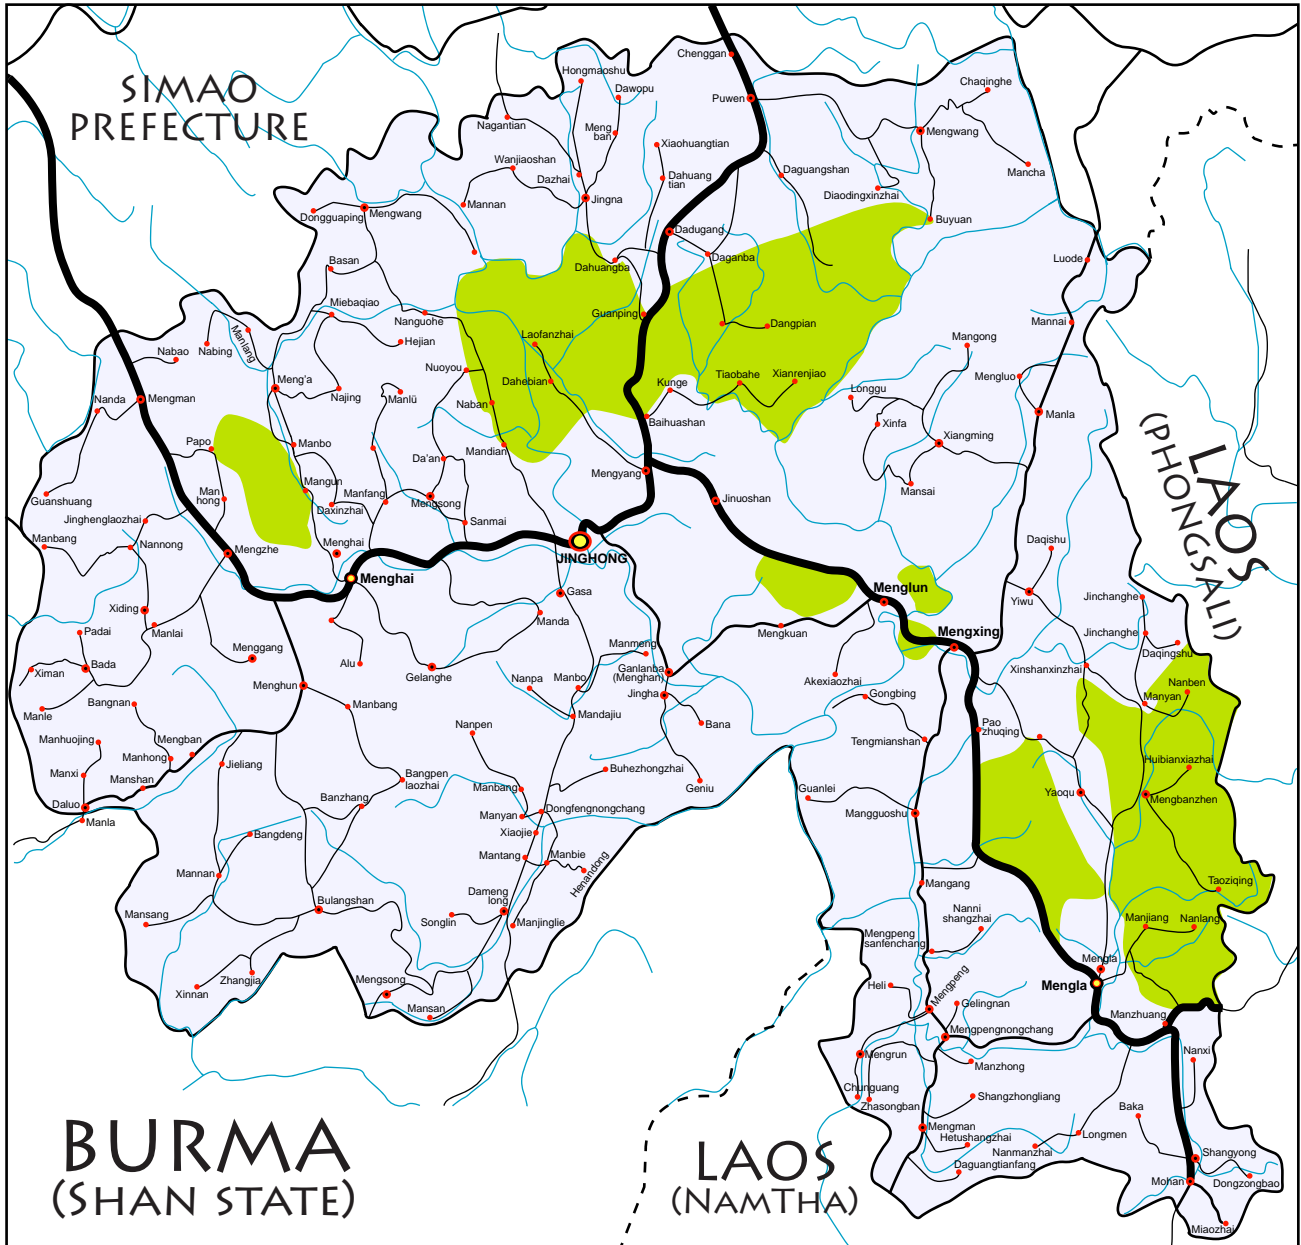 SIMAO
PREFECTURE
Chenggan
Hongmaoshu
Dawopu
Puwen
Chaqinghe
Nagantian
Meng
ban
Mengwang
Xiaohuangtian
Wanjiaoshan
Dazhai
Dahuang
tian
Daguangshan
Mancha
Diaodingxinzhai
Jingna
Mannan
Dongguaping
Mengwang
Buyuan
Dadugang
Basan
Dahuangba
Daganba
Luode
Miebaqiao
Nanguohe
Guanping
Dangpian
Mannai
Manlang
Nabing
Nabao
Hejian
Laofanzhai
Mangong
Nuoyou
Meng'a
Najing
Manlü
Dahebian
Kunge
Tiaobahe
Xianrenjiao
Longgu
Mengluo
Nanda
Mengman
Naban
Baihuashan
Xinfa
Manla
Papo
Manbo
Mandian
Xiangming
Da'an
Mengyang
LAOS
(PHONGSALI)
Guanshuang
Man
hong
Mangun
Daxinzhai
Manfang
Mengsong
Jinuoshan
Mansai
Jinghenglaozhai
Sanmai
Manbang
Nannong
Mengzhe
Menghai
JINGHONG
Daqishu
Menghai
Menglun
Gasa
Yiwu
Jinchanghe
Xiding
Manlai
Manda
Mengkuan
Mengxing
Jinchanghe
Padai
Menggang
Alu
Gelanghe
Manmeng
Daqingshu
Ximan
Bada
Ganlanba
(Menghan)
Akexiaozhai
Xinshanxinzhai
Nanben
Menghun
Nanpa
Manbo
Jingha
Gongbing
Manyan
Manle
Bangnan
Manbang
Mandajiu
Bana
Pao
zhuqing
Nanpen
Tengmianshan
Manhuojing
Mengban
Manhong
Jieliang
Huibianxiazhai
Manxi
Manshan
Bangpen
laozhai
Buhezhongzhai
Geniu
Guanlei
Manbang
Yaoqu
Mengbanzhen
Daluo
Banzhang
Dongfengnongchang
Manyan
Mangguoshu
Manla
Bangdeng
Xiaojie
Mantang
Manbie
Henandong
Mannan
Mangang
Taoziqing
Dameng
long
Bulangshan
Songlin
Manjinglie
Nanni
shangzhai
Mansang
Manjiang
Nanlang
Mengpeng
sanfenchang
Zhangjia
Xinnan
Mengsong
Mengla
Mengla
Heli
Mengpeng
Gelingnan
Mansan
Manzhuang
Mengpengnongchang
Mengrun
Nanxi
Manzhong
Chunguang
Zhasongban
Shangzhongliang
Baka
BURMA
(SHAN STATE)
LAOS
(NAMTHA)
Mengman
Hetushangzhai
Longmen
Nanmanzhai
Shangyong
Daguangtianfang
Mohan
Dongzongbao
Miaozhai